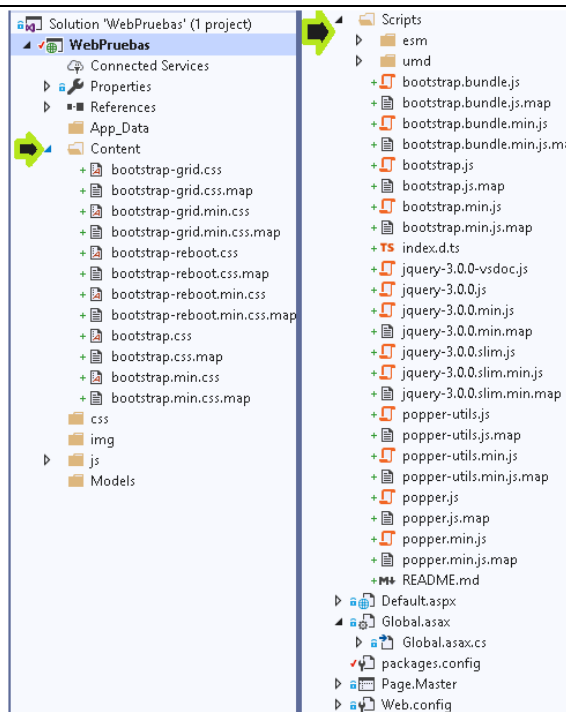 Solution 'WebPruebas' (1 project)
WebPruebas
Connected Services
Properties
References
App_Data
Content
bootstrap-grid.css
bootstrap-grid.css.map
bootstrap-grid.min.css
bootstrap-grid.min.css.map
bootstrap-reboot.css
bootstrap-reboot.css.map
bootstrap-reboot.min.css
bootstrap-reboot.min.css.map
bootstrap.css
bootstrap.css.map
bootstrap.min.css
bootstrap.min.css.map
css
img
js
Models
Scripts
esm
umd
bootstrap.bundle.js
bootstrap.bundle.js.map
bootstrap.bundle.min.js
bootstrap.bundle.min.js.ma
bootstrap.js
bootstrap.js.map
bootstrap.min.js
bootstrap.min.js.map
TS index.d.ts
jquery-3.0.0-vsdoc.js
jquery-3.0.0.js
jquery-3.0.0.min.js
jquery-3.0.0.min.map
jquery-3.0.0.slim.js
jquery-3.0.0.slim.min.js
jquery-3.0.0.slim.min.map
popper-utils.js
popper-utils.js.map
popper-utils.min.js
popper-utils.min.js.map
popper.js
popper.js.map
popper.min.js
popper.min.js.map
M↓ README.md
Default.aspx
Global.asax
Global.asax.cs
packages.config
Page.Master
Web.config